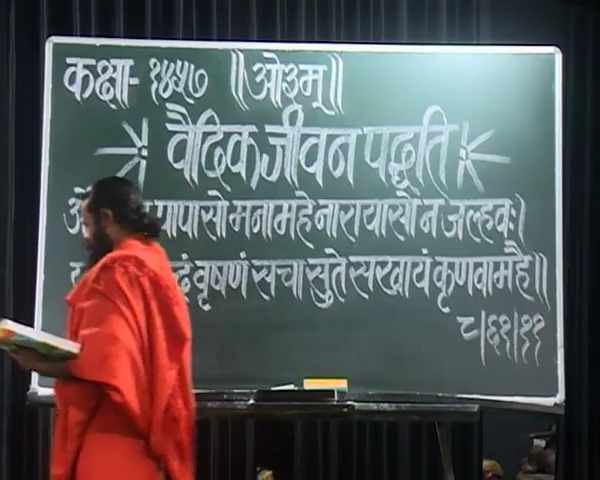 कक्षा- १४५७ ॥ओ३म्॥
वैदिक जीवन पद्धति
पापासो मनामहे नारायासो न जल्हवः।
वृषणं सचा सुते सखायं कृणवामहै॥
८|६१|११